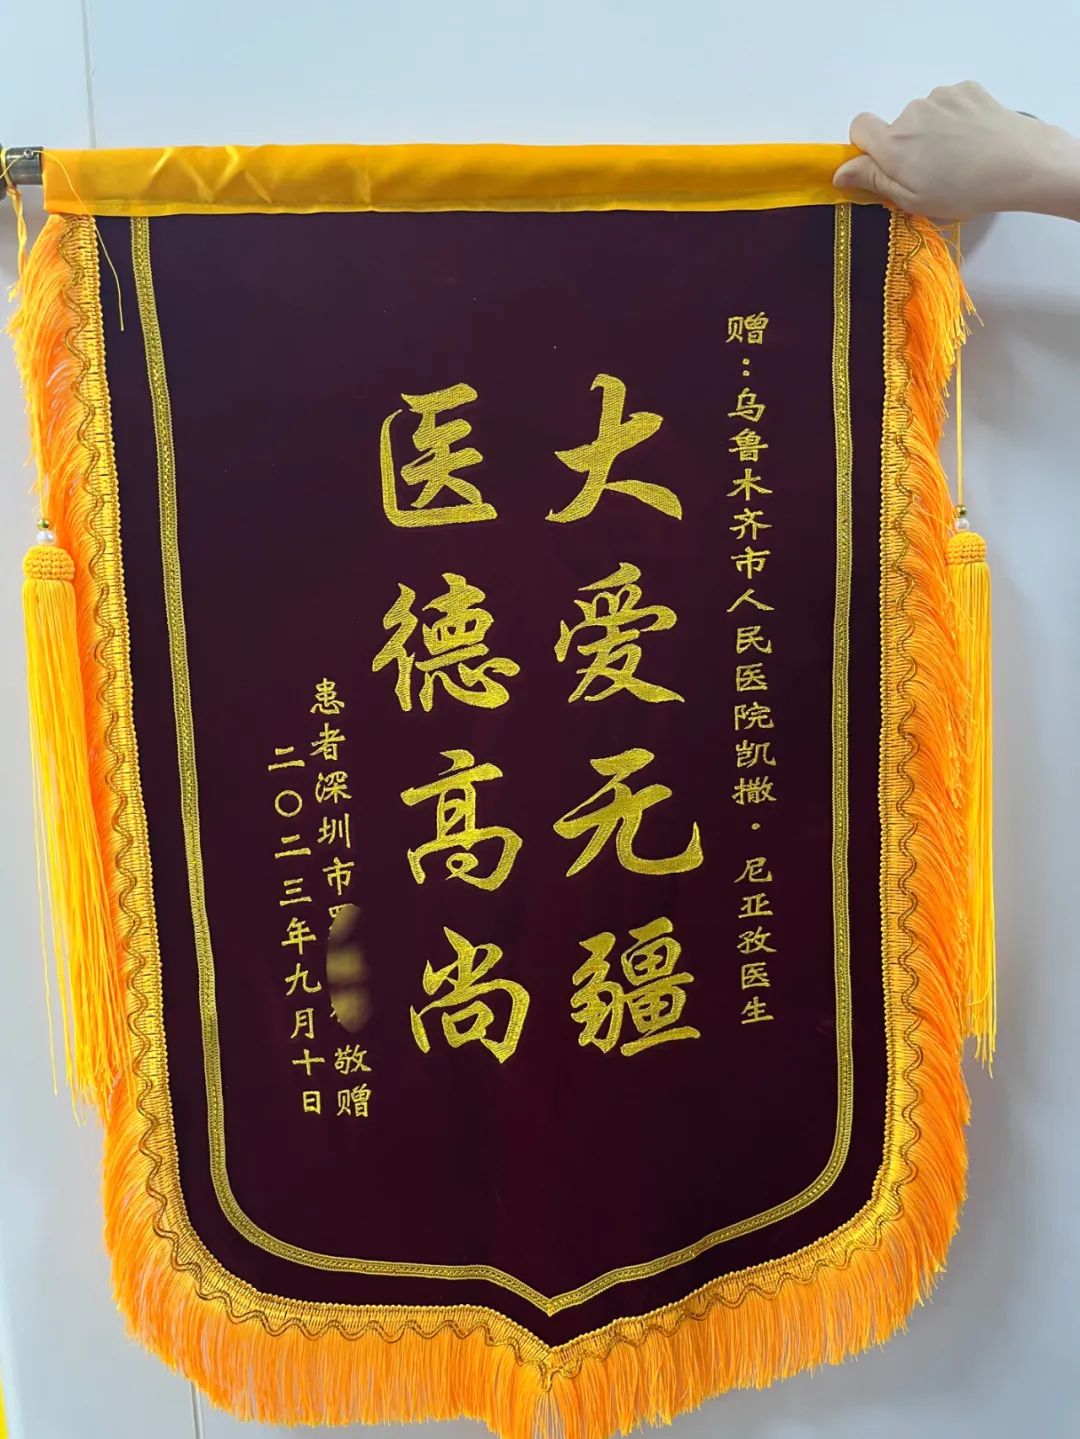 赠：乌鲁木齐市人民医院凯撒·尼亚孜医生
大爱无疆
医德高尚
患者深圳市 敬赠
二〇二三年九月十日